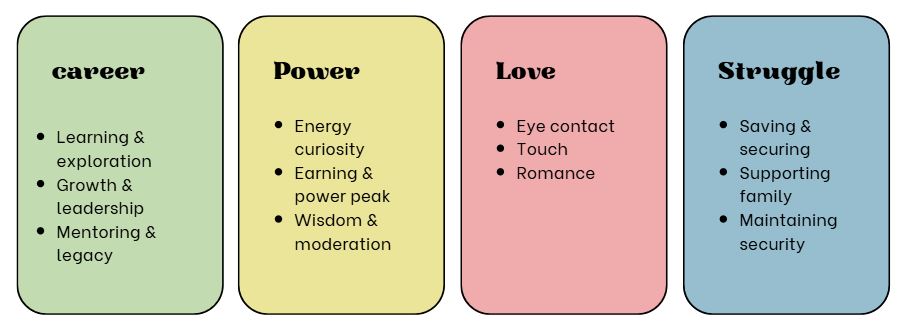 career
Learning &
exploration
Growth &
leadership
Mentoring &
legacy
Power
Energy
curiosity
Earning &
power peak
Wisdom &
moderation
Love
Eye contact
Touch
Romance
Struggle
Saving &
securing
Supporting
family
Maintaining
security